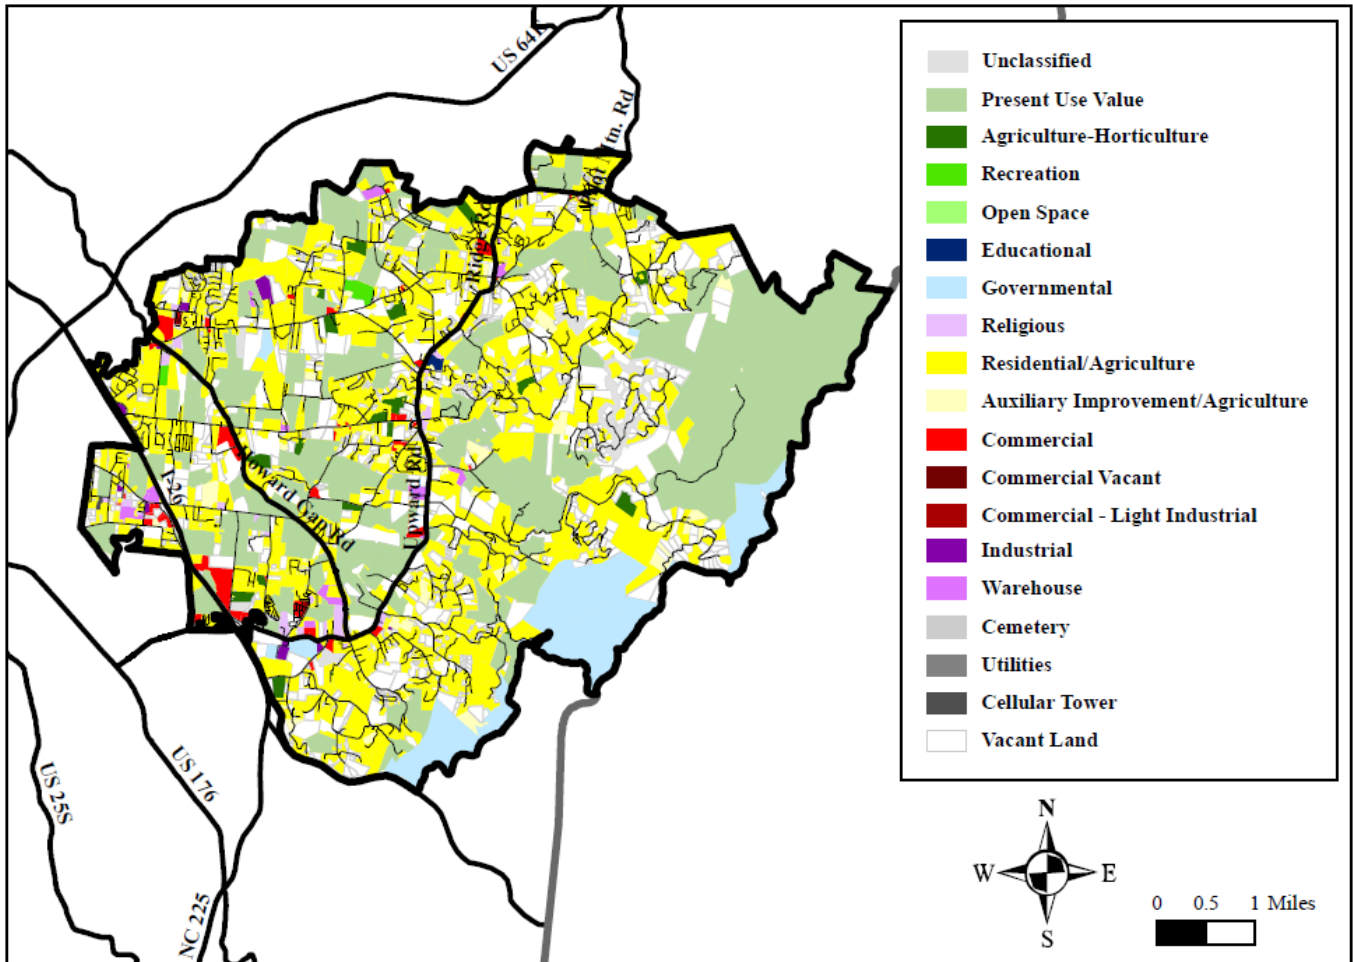 US 64E
Unclassified
Present Use Value
Agriculture-Horticulture
Recreation
Open Space
Educational
Governmental
Religious
Residential/Agriculture
Auxiliary Improvement/Agriculture
Commercial
Commercial Vacant
Commercial - Light Industrial
Industrial
Warehouse
Cemetery
Utilities
Cellular Tower
Vacant Land
Mtn. Rd
Ridge Rd
I-26
Howard Gap Rd
Rd
US 176
US 25S
NC 225
N
W
E
S
0 0.5 1 Miles